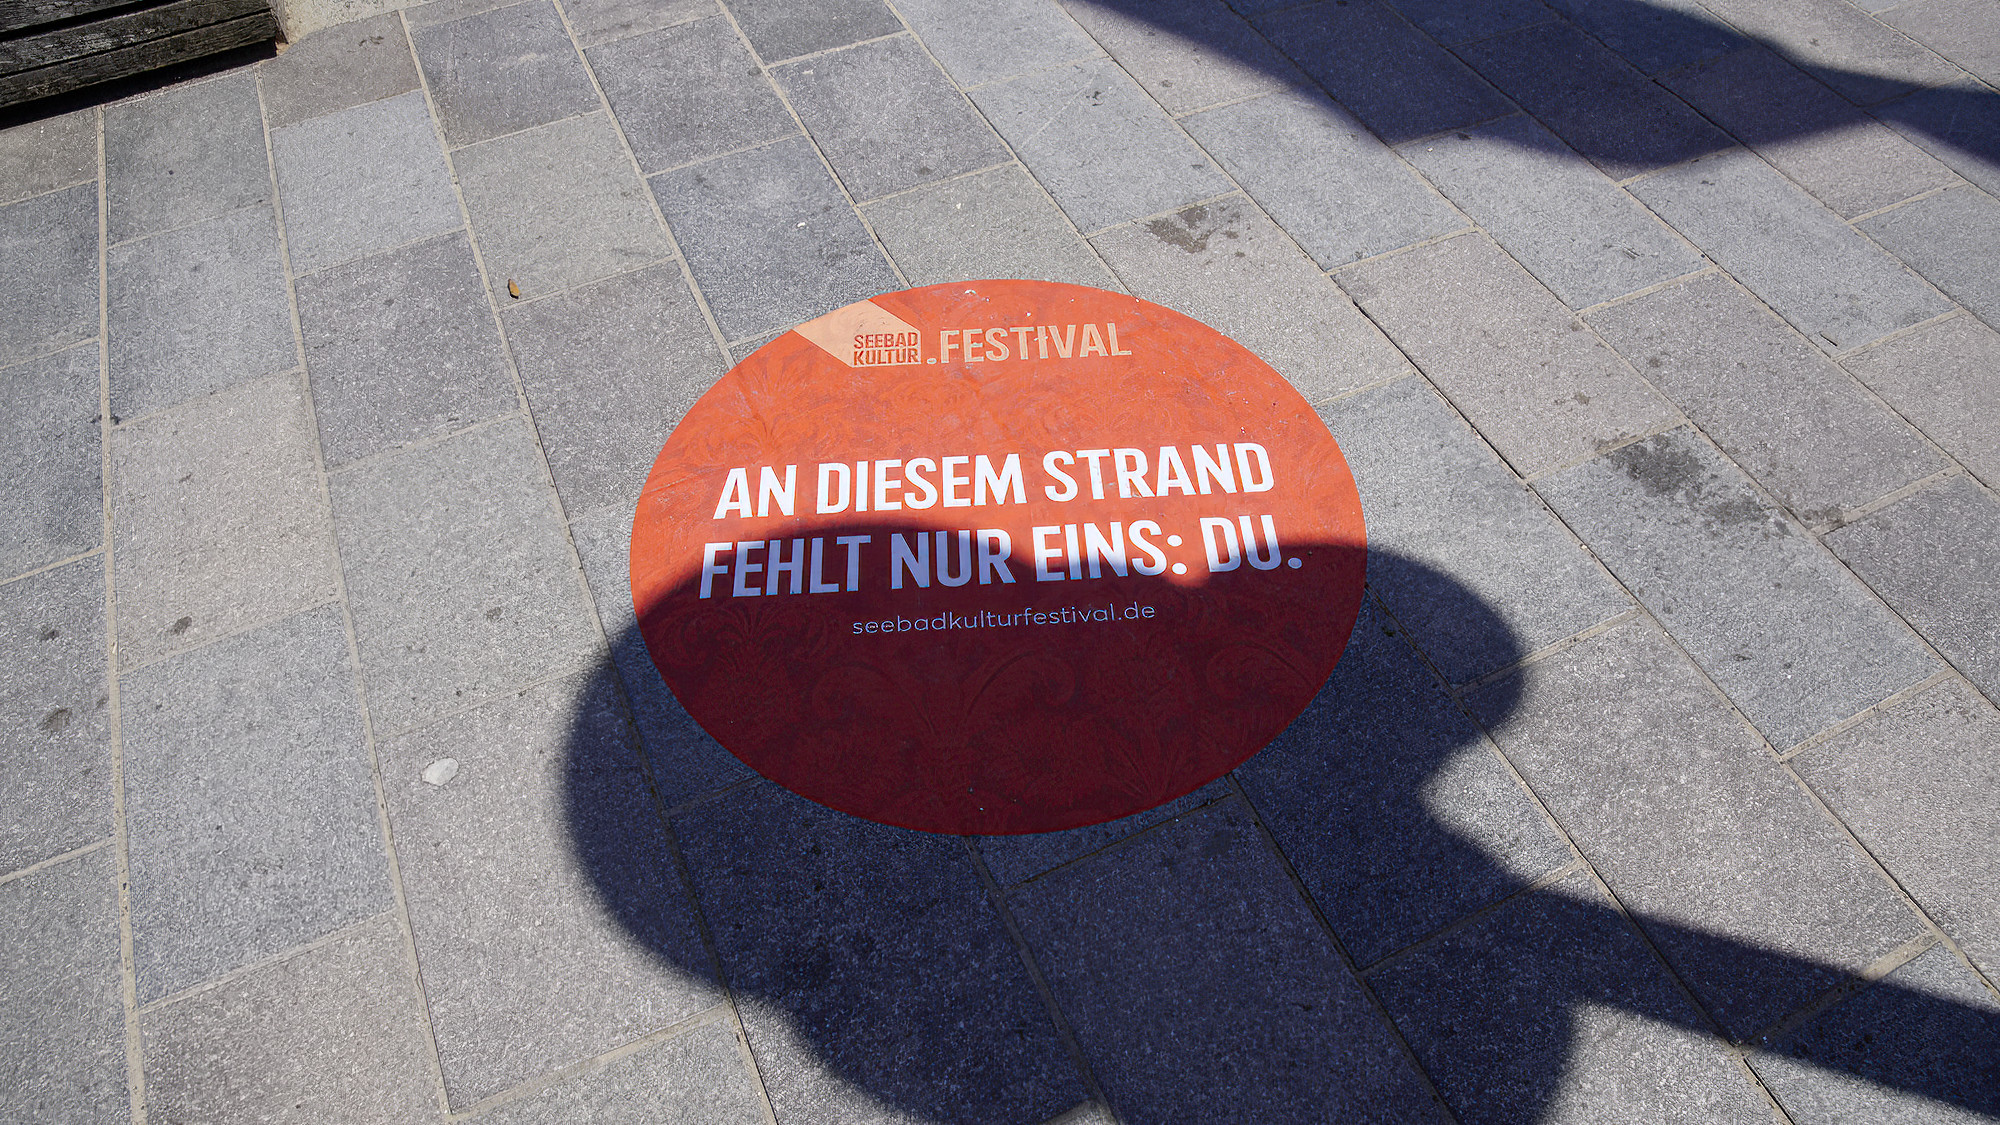 SEEBAD
KULTUR.FESTIVAL
AN DIESEM STRAND
FEHLT NUR EINS: DU.
seebadkulturfestival.de